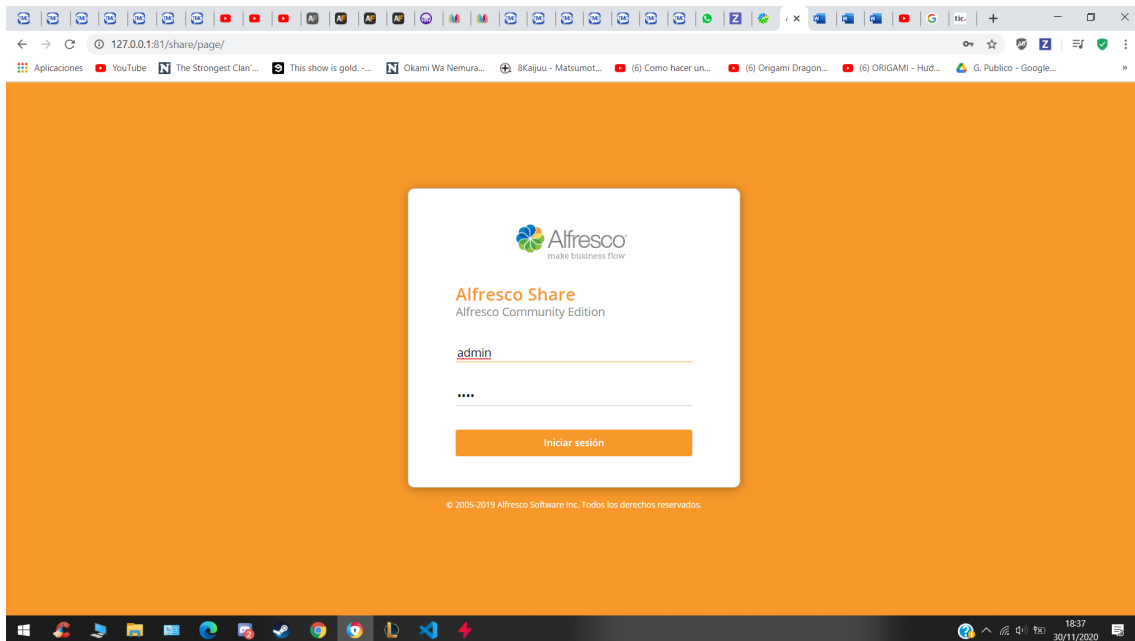 tic.
127.0.0.1:81/share/page/
Aplicaciones YouTube The Strongest Clan'... This show is gold. -... Okami Wa Nemura... 8Kaijuu - Matsumot... (6) Como hacer un... (6) Origami Dragon... (6) ORIGAMI - Hướ... G. Publico - Google... »
Alfresco
make business flow
Alfresco Share
Alfresco Community Edition
admin
Iniciar sesión
© 2005-2019 Alfresco Software Inc. Todos los derechos reservados.
18:37
30/11/2020